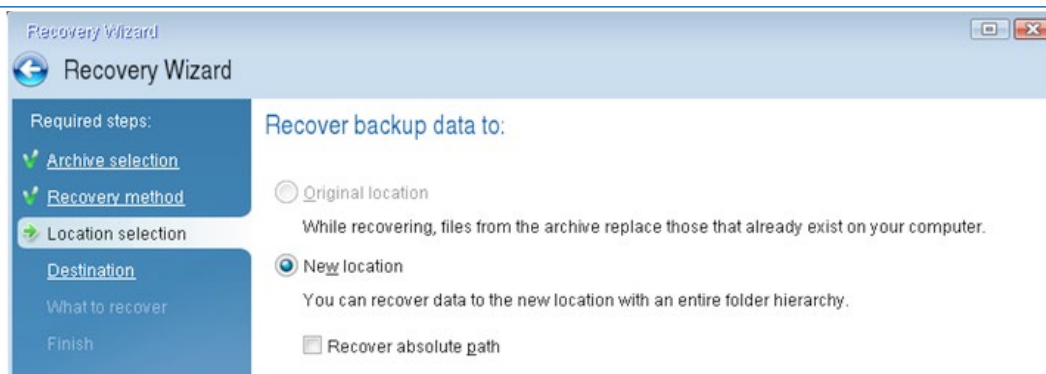 Recovery Wizard
Recovery Wizard
Required steps:
Archive selection
Recovery method
Location selection
Destination
What to recover
Finish
Recover backup data to:
Original location
While recovering, files from the archive replace those that already exist on your computer.
New location
You can recover data to the new location with an entire folder hierarchy.
Recover absolute path